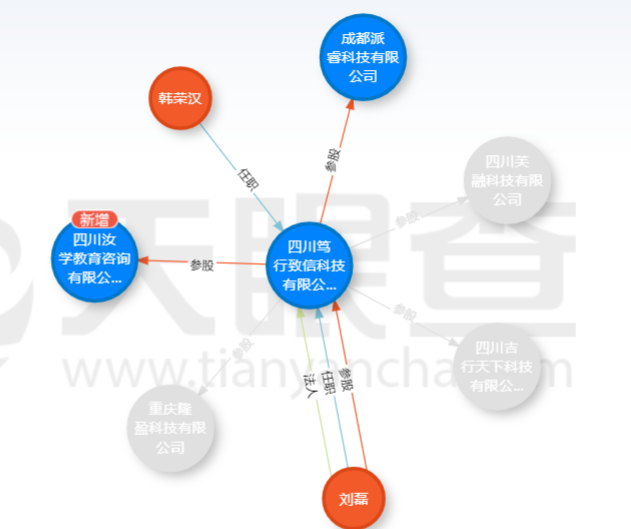 成都派
睿科技有限
公司
韩荣汉
任职
参股
四川芙
融科技有限
公司
参股
新增
四川汝
学教育咨询
有限公...
参股
四川笃
行致信科技
有限公...
天眼查
www.tianyancha.com
参股
四川吉
行天下科技
有限公...
参股
重庆隆
盈科技有限
公司
法人
任职
参股
刘磊